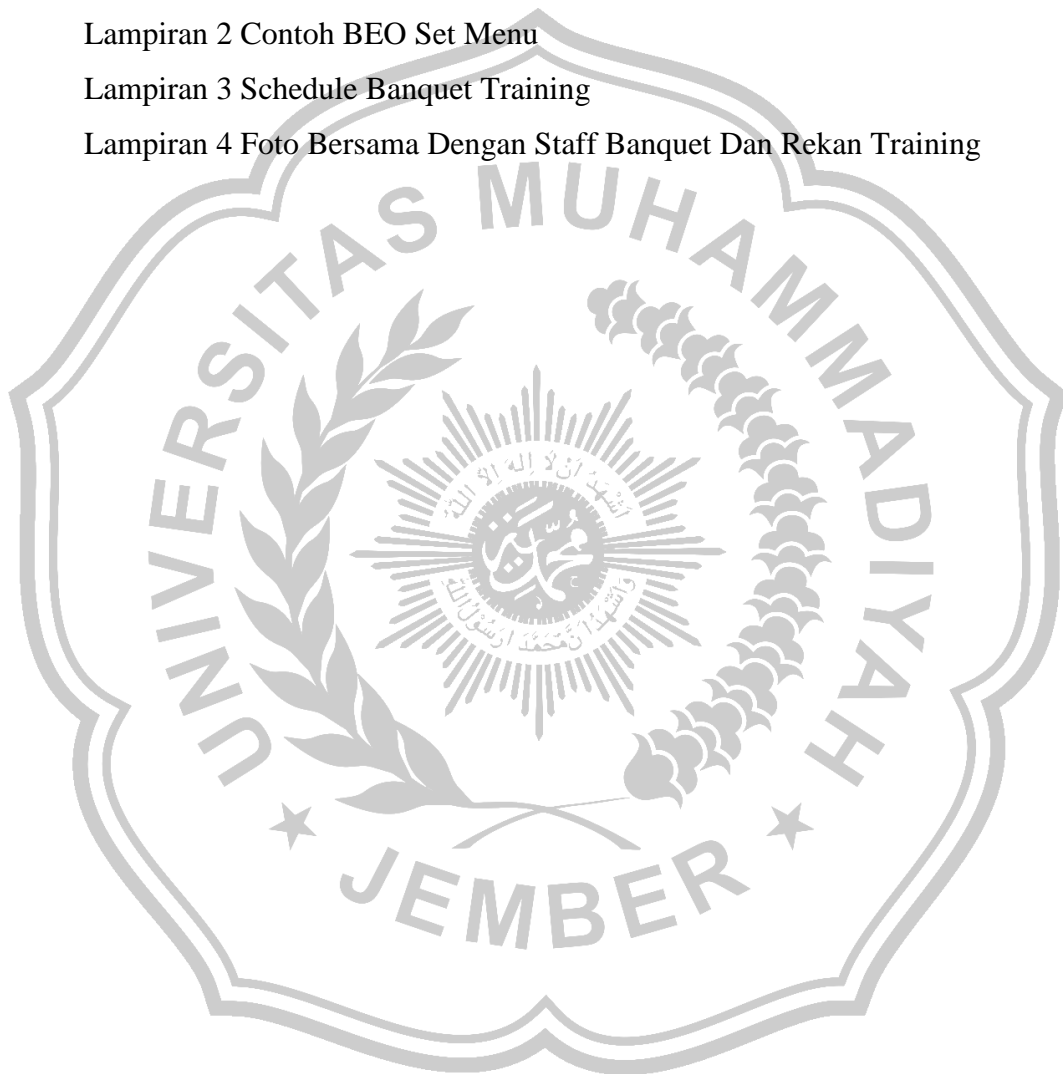 Lampiran 2 Contoh BEO Set Menu
Lampiran 3 Schedule Banquet Training
Lampiran 4 Foto Bersama Dengan Staff Banquet Dan Rekan Training
UNIVERSITAS MUHAMMADIYAH
JEMBER